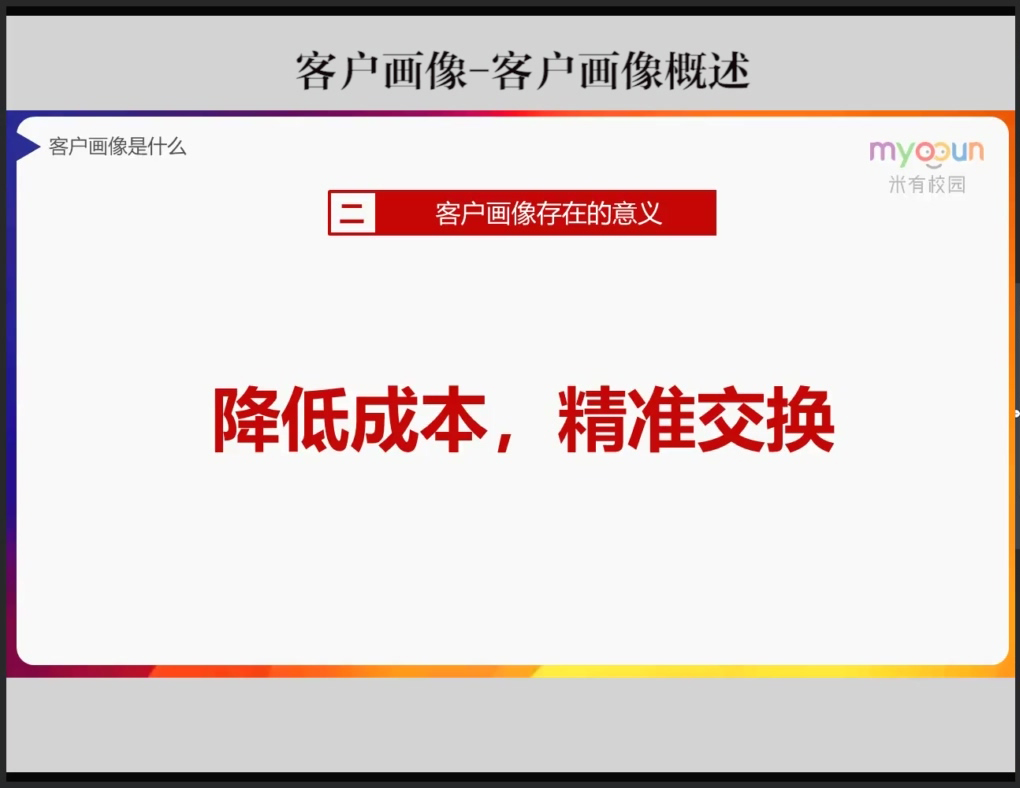 客户画像-客户画像概述
客户画像是什么
myooun
米有校园
二 客户画像存在的意义
降低成本，精准交换